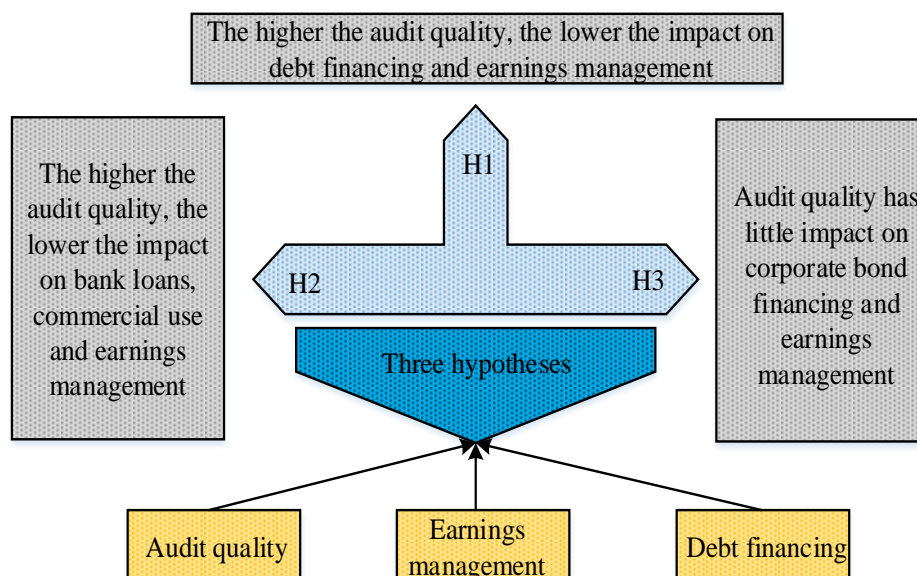 The higher the audit quality, the lower the impact on
debt financing and earnings management
The higher the
audit quality, the
lower the impact
on bank loans,
commercial use
and earnings
management
H1
H2
H3
Audit quality has
little impact on
corporate bond
financing and
earnings
management
Three hypotheses
Audit quality
Earnings
management
Debt financing